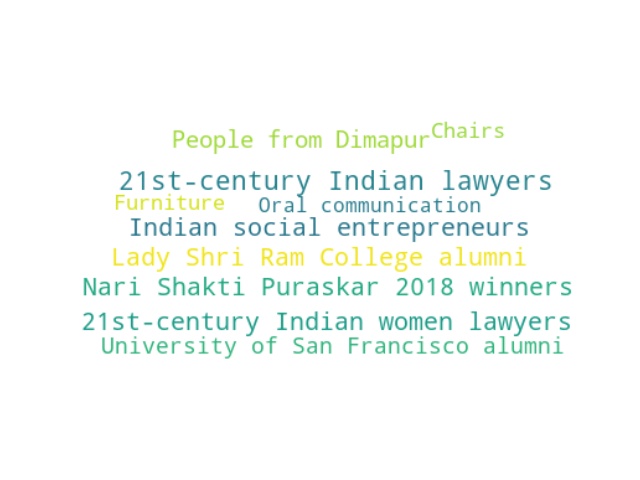 People from Dimapur Chairs
21st-century Indian lawyers
Furniture Oral communication
Indian social entrepreneurs
Lady Shri Ram College alumni
Nari Shakti Puraskar 2018 winners
21st-century Indian women lawyers
University of San Francisco alumni